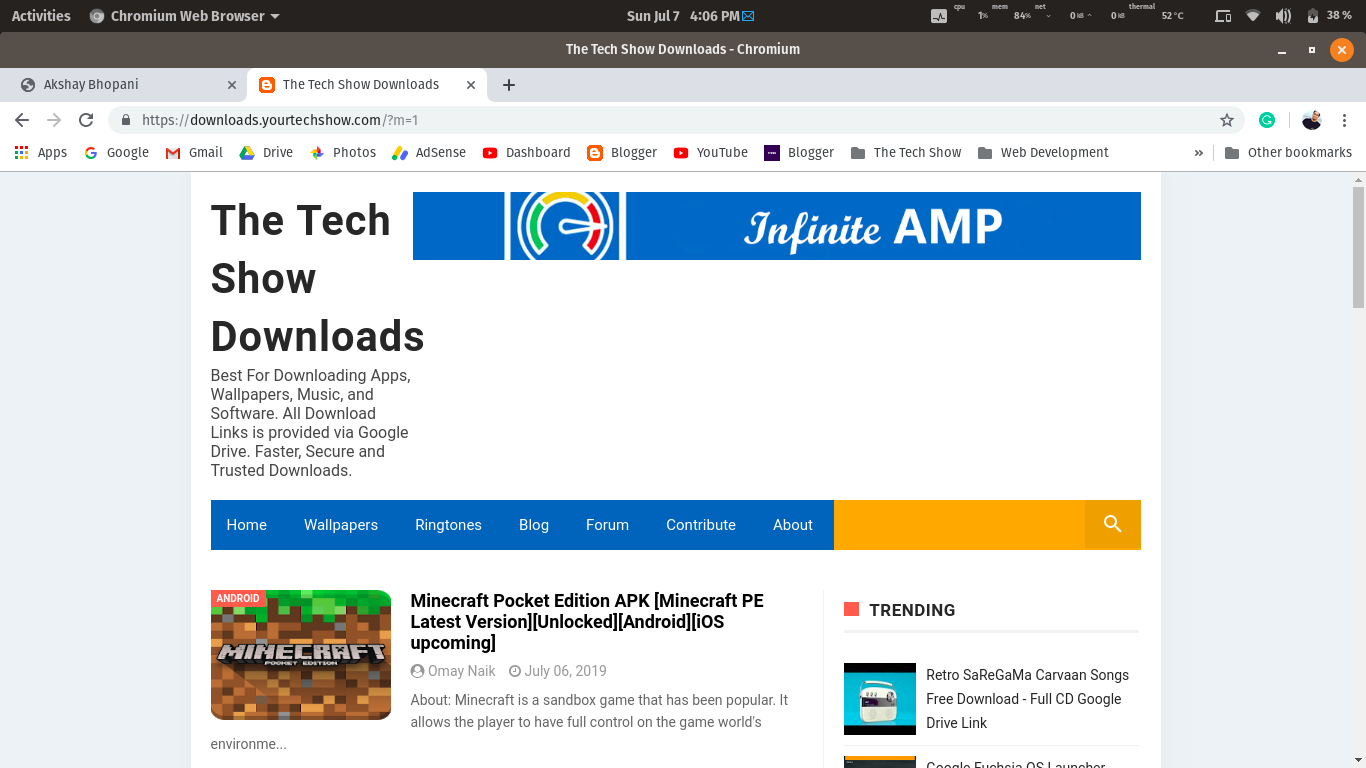 Activities Chromium Web Browser Sun Jul 7 4:06 PM cpu 1% mem 84% net 0 kB 0 kB thermal 52 °C 38 %
The Tech Show Downloads - Chromium
Akshay Bhopani The Tech Show Downloads
https://downloads.yourtechshow.com/?m=1
Apps Google Gmail Drive Photos AdSense Dashboard Blogger YouTube Blogger The Tech Show Web Development » Other bookmarks
The Tech
Show
Downloads
Infinite AMP
Best For Downloading Apps,
Wallpapers, Music, and
Software. All Download
Links is provided via Google
Drive. Faster, Secure and
Trusted Downloads.
Home Wallpapers Ringtones Blog Forum Contribute About
ANDROID
MINECRAFT
POCKET EDITION
Minecraft Pocket Edition APK [Minecraft PE
Latest Version][Unlocked][Android][iOS
upcoming]
Omay Naik July 06, 2019
About: Minecraft is a sandbox game that has been popular. It
allows the player to have full control on the game world's
environme...
TRENDING
Retro SaReGaMa Carvaan Songs
Free Download - Full CD Google
Drive Link
Google Fuchsia OS Launcher